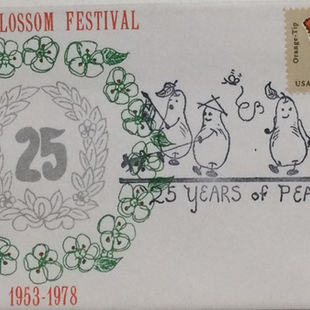 LOSSOM FESTIVAL
Orange-Tip
USA
25
25 YEARS of PEA
1953-1978